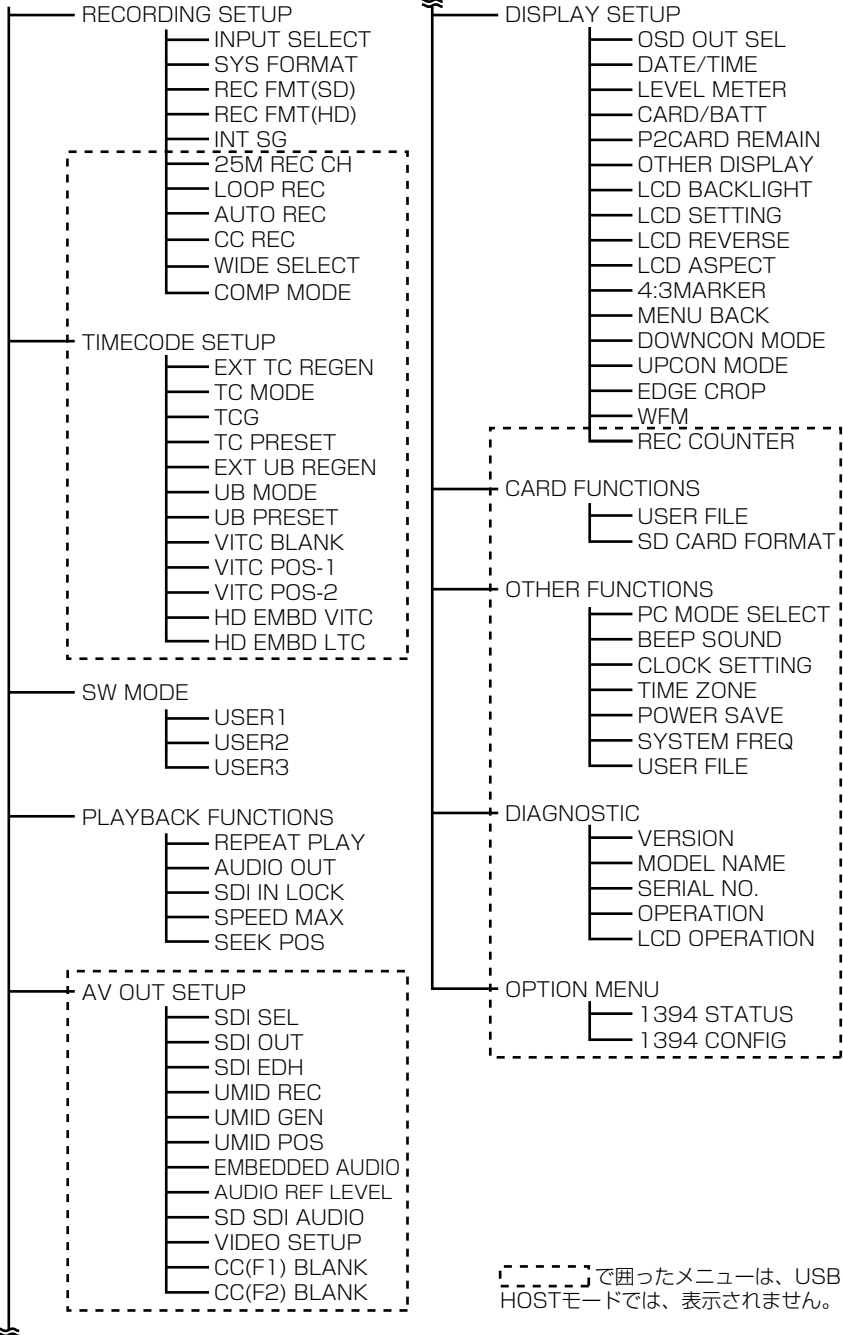 RECORDING SETUP
INPUT SELECT
SYS FORMAT
REC FMT(SD)
REC FMT(HD)
INT SG
25M REC CH
LOOP REC
AUTO REC
CC REC
WIDE SELECT
COMP MODE
TIMECODE SETUP
EXT TC REGEN
TC MODE
TCG
TC PRESET
EXT UB REGEN
UB MODE
UB PRESET
VITC BLANK
VITC POS-1
VITC POS-2
HD EMBD VITC
HD EMBD LTC
SW MODE
USER1
USER2
USER3
PLAYBACK FUNCTIONS
REPEAT PLAY
AUDIO OUT
SDI IN LOCK
SPEED MAX
SEEK POS
AV OUT SETUP
SDI SEL
SDI OUT
SDI EDH
UMID REC
UMID GEN
UMID POS
EMBEDDED AUDIO
AUDIO REF LEVEL
SD SDI AUDIO
VIDEO SETUP
CC(F1) BLANK
CC(F2) BLANK
DISPLAY SETUP
OSD OUT SEL
DATE/TIME
LEVEL METER
CARD/BATT
P2CARD REMAIN
OTHER DISPLAY
LCD BACKLIGHT
LCD SETTING
LCD REVERSE
LCD ASPECT
4:3MARKER
MENU BACK
DOWNCON MODE
UPCON MODE
EDGE CROP
WFM
REC COUNTER
CARD FUNCTIONS
USER FILE
SD CARD FORMAT
OTHER FUNCTIONS
PC MODE SELECT
BEEP SOUND
CLOCK SETTING
TIME ZONE
POWER SAVE
SYSTEM FREQ
USER FILE
DIAGNOSTIC
VERSION
MODEL NAME
SERIAL NO.
OPERATION
LCD OPERATION
OPTION MENU
1394 STATUS
1394 CONFIG
で囲ったメニューは、USB
HOSTモードでは、表示されません。